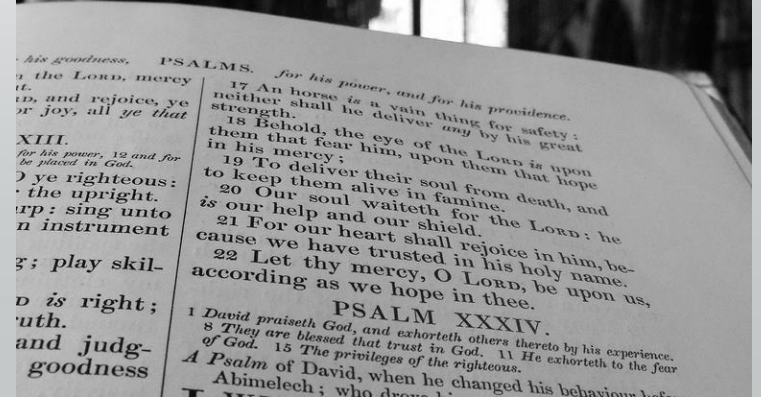 his goodness. PSALMS. for his power, and for his providence.
the LORD, mercy
and rejoice, ye
joy, all ye that
XIII.
for his power, 12 and for
be placed in God.
ye righteous:
the upright.
sing unto
instrument
; play skil-
is right;
and judg-
goodness
17 An horse is a vain thing for safety:
neither shall he deliver any by his great
strength.
18 Behold, the eye of the LORD is upon
them that fear him, upon them that hope
in his mercy;
19 To deliver their soul from death, and
to keep them alive in famine.
20 Our soul waiteth for the LORD: he
is our help and our shield.
21 For our heart shall rejoice in him, be-
cause we have trusted in his holy name.
22 Let thy mercy, O LORD, be upon us,
according as we hope in thee.
PSALM XXXIV.
1 David praiseth God, and exhorteth others thereto by his experience.
8 They are blessed that trust in God. 11 He exhorteth to the fear
of God. 15 The privileges of the righteous.
A Psalm of David, when he changed his behaviour
Abimelech; who